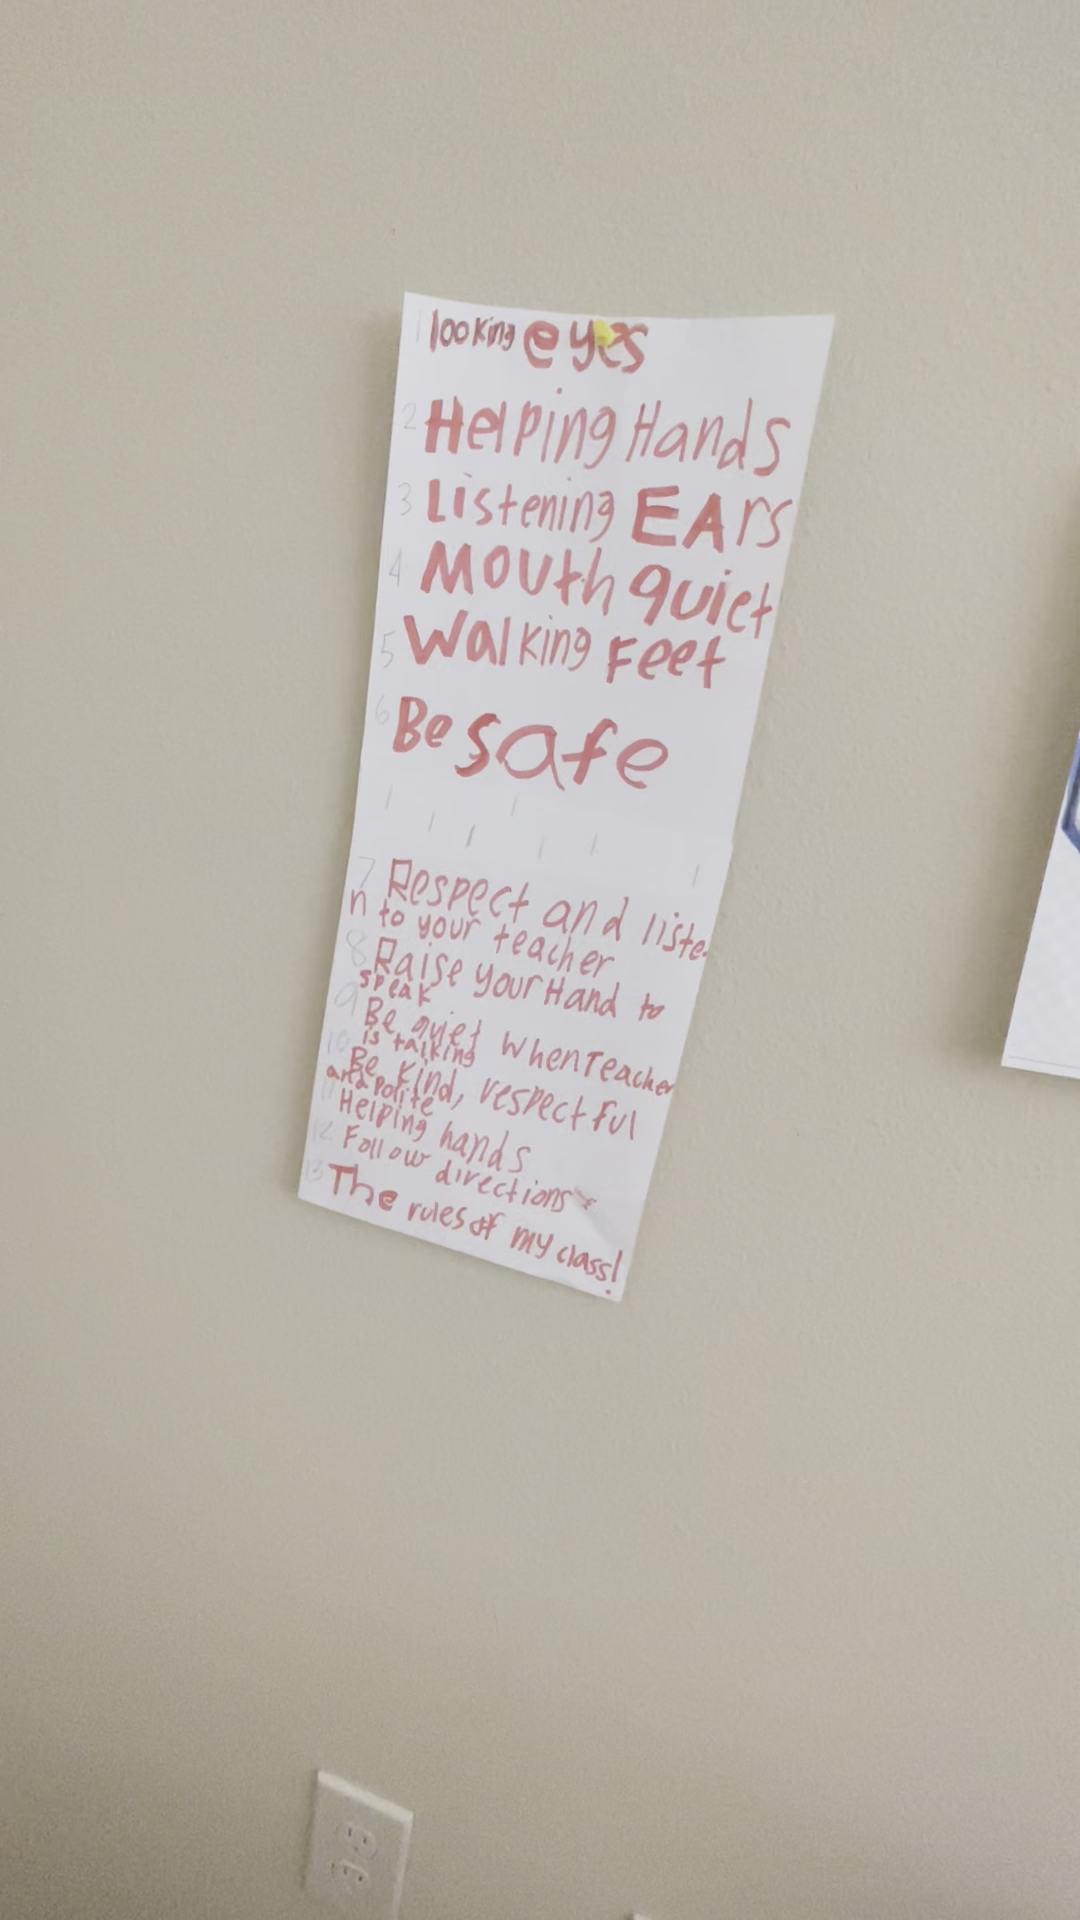 1 looking eyes
2 Helping Hands
3 Listening EArs
4 Mouth quiet
5 Walking Feet
6 Be safe
7 Respect and liste-
n to your teacher
8 Raise your Hand to
speak
9 Be quiet when Teacher
is talking
10 Be kind, respectful
and polite
11 Helping hands
12 Follow directions
13 The rules of my class!